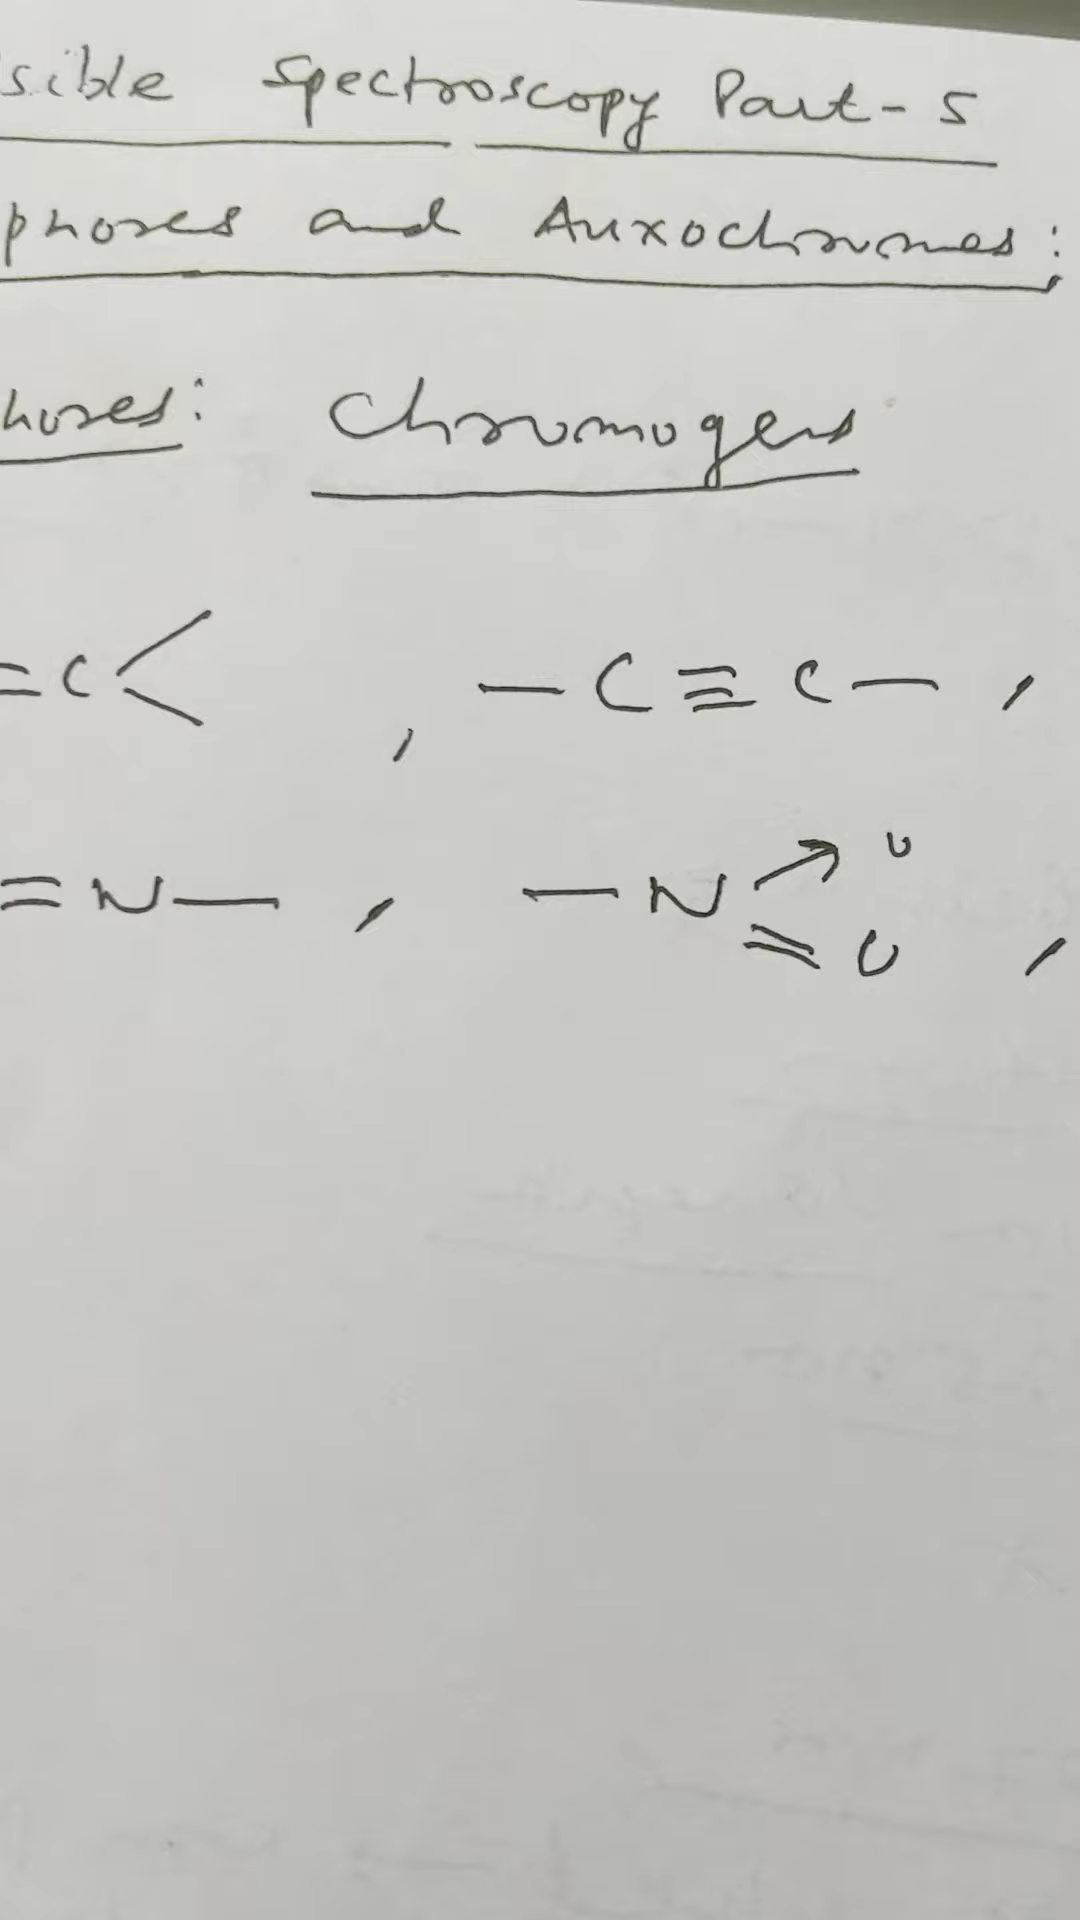 sible Spectroscopy Part-5
phores and Auxochromes:
hores: Chromogens
=C< , -C≡C- ,
=N- , -N→O
=O ,